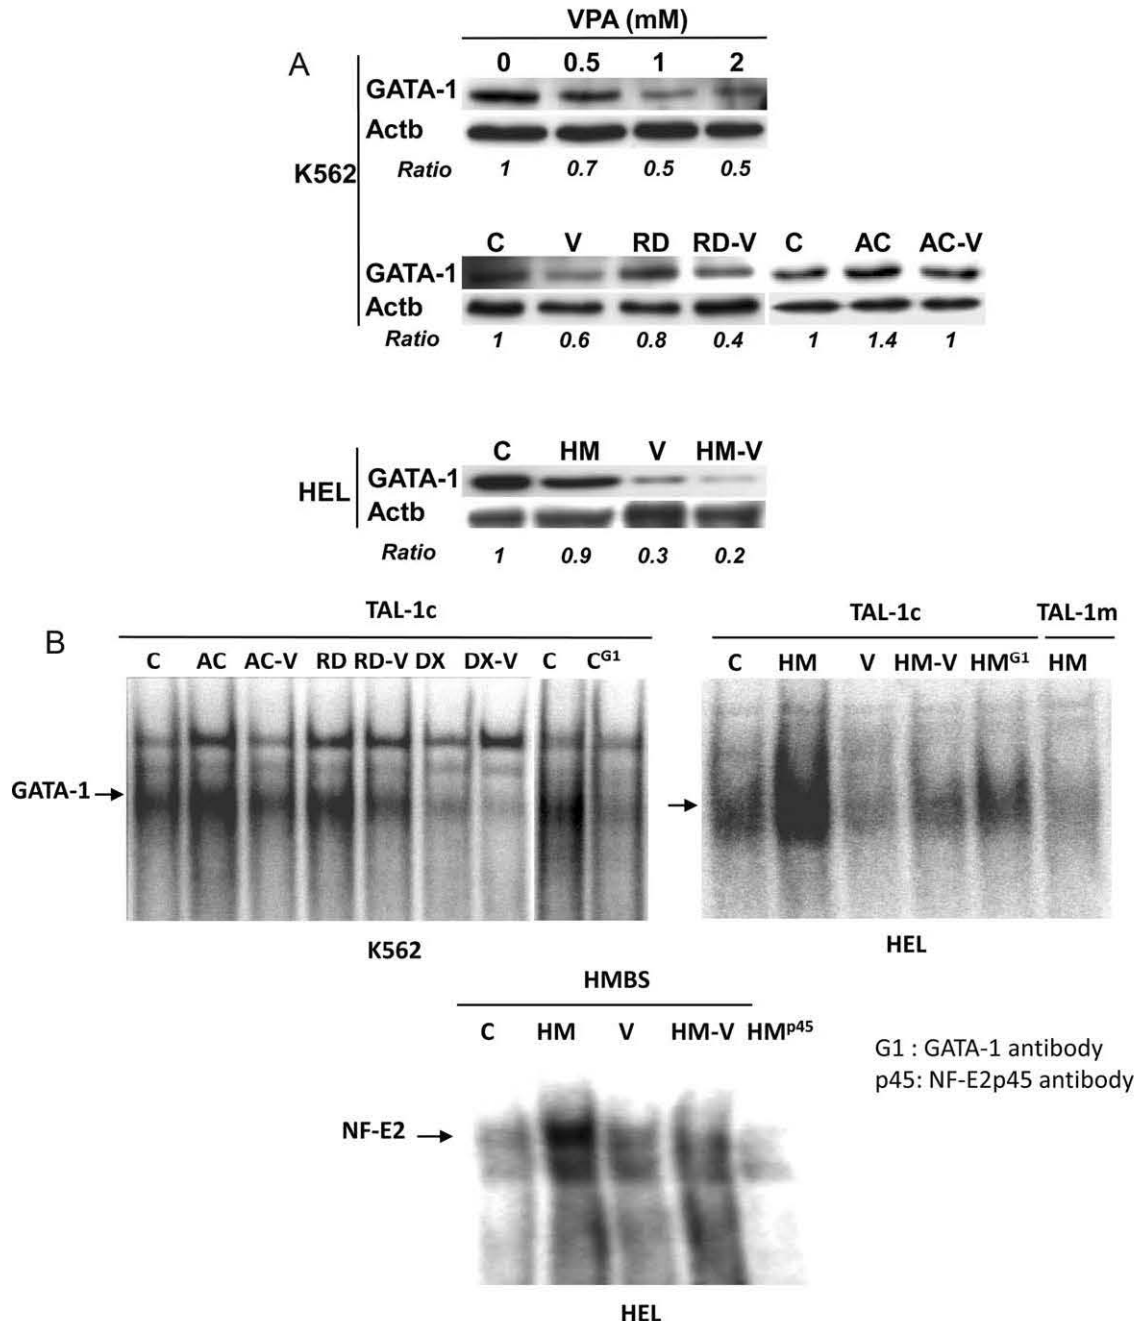 VPA (mM)
A
0 0.5 1 2
GATA-1
Actb
Ratio 1 0.7 0.5 0.5
K562
C V RD RD-V C AC AC-V
GATA-1
Actb
Ratio 1 0.6 0.8 0.4 1 1.4 1
C HM V HM-V
HEL
GATA-1
Actb
Ratio 1 0.9 0.3 0.2
B
TAL-1c
C AC AC-V RD RD-V DX DX-V C C^G1
GATA-1
K562
TAL-1c TAL-1m
C HM V HM-V HM^G1 HM
HEL
HMBS
C HM V HM-V HM^p45
NF-E2
HEL
G1 : GATA-1 antibody
p45: NF-E2p45 antibody